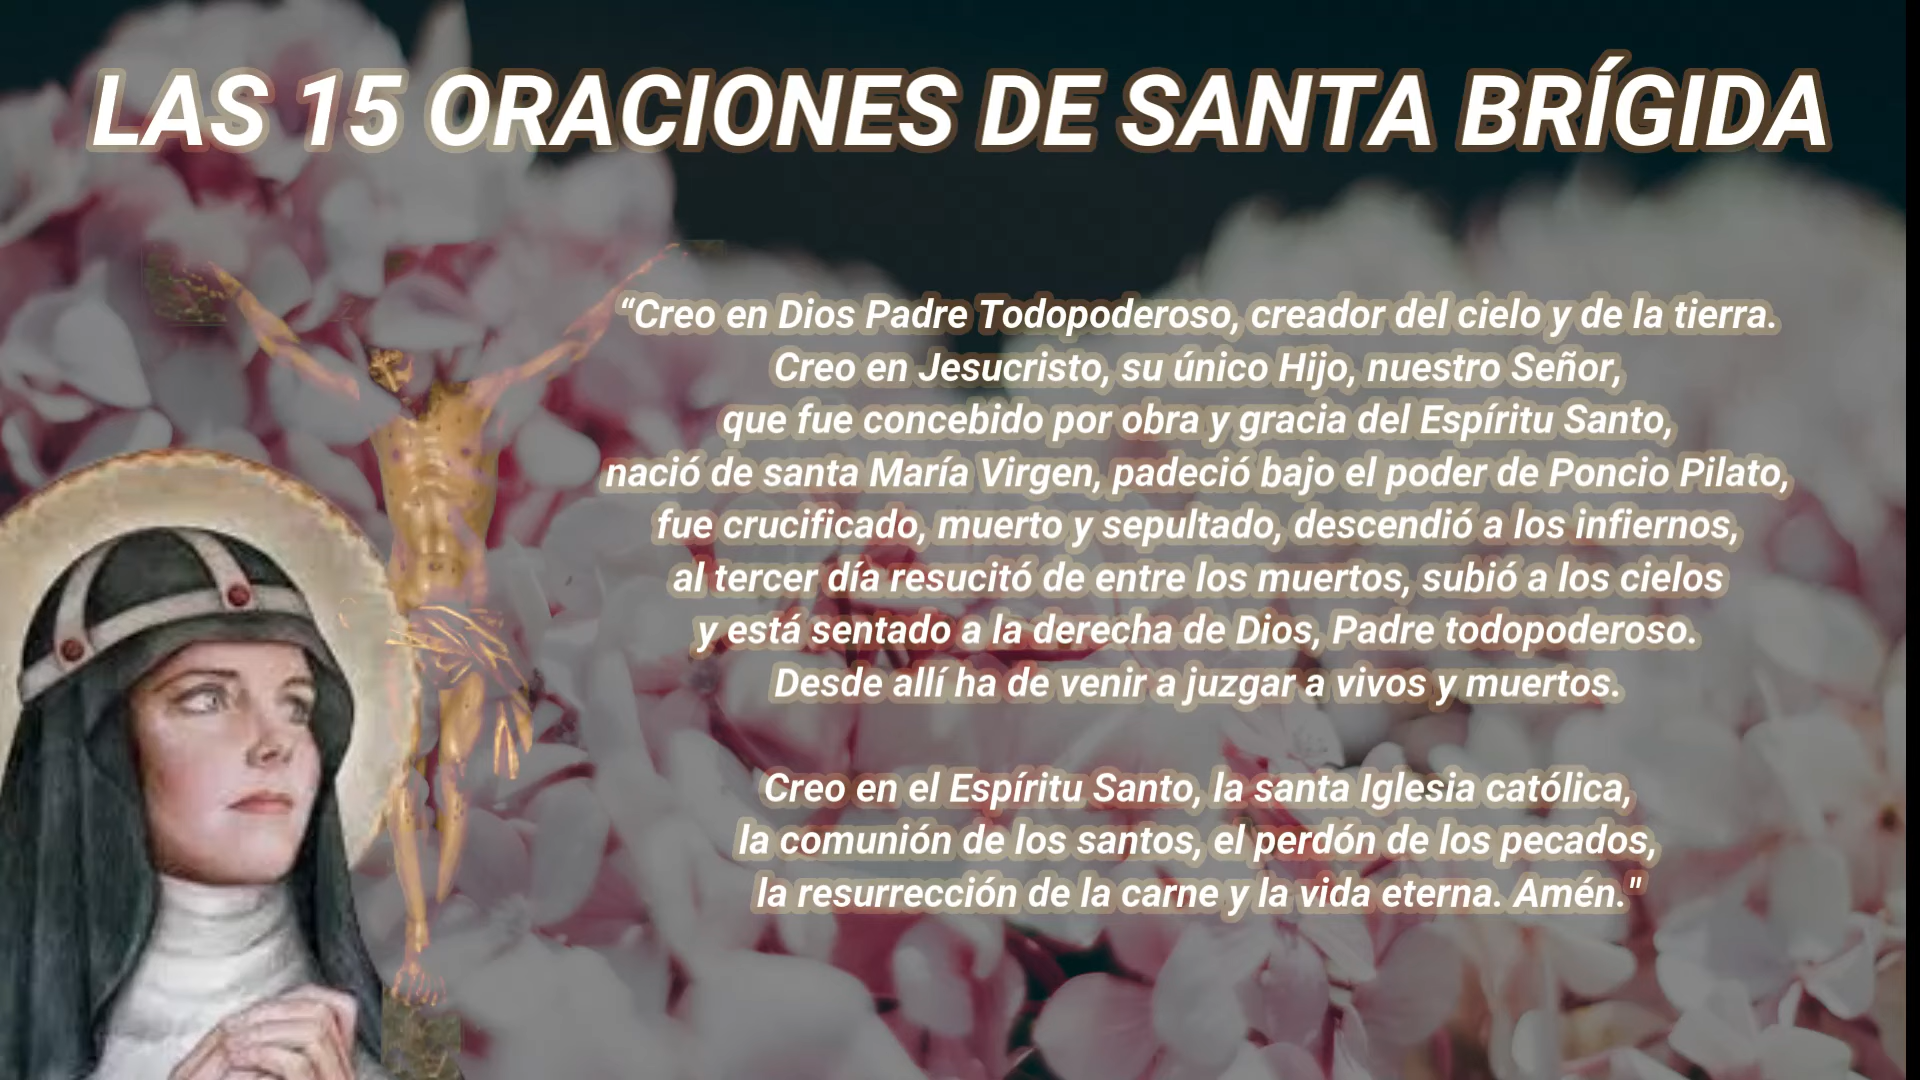 LAS 15 ORACIONES DE SANTA BRÍGIDA
“Creo en Dios Padre Todopoderoso, creador del cielo y de la tierra.
Creo en Jesucristo, su único Hijo, nuestro Señor,
que fue concebido por obra y gracia del Espíritu Santo,
nació de santa María Virgen, padeció bajo el poder de Poncio Pilato,
fue crucificado, muerto y sepultado, descendió a los infiernos,
al tercer día resucitó de entre los muertos, subió a los cielos
y está sentado a la derecha de Dios, Padre todopoderoso.
Desde allí ha de venir a juzgar a vivos y muertos.
Creo en el Espíritu Santo, la santa Iglesia católica,
la comunión de los santos, el perdón de los pecados,
la resurrección de la carne y la vida eterna. Amén."